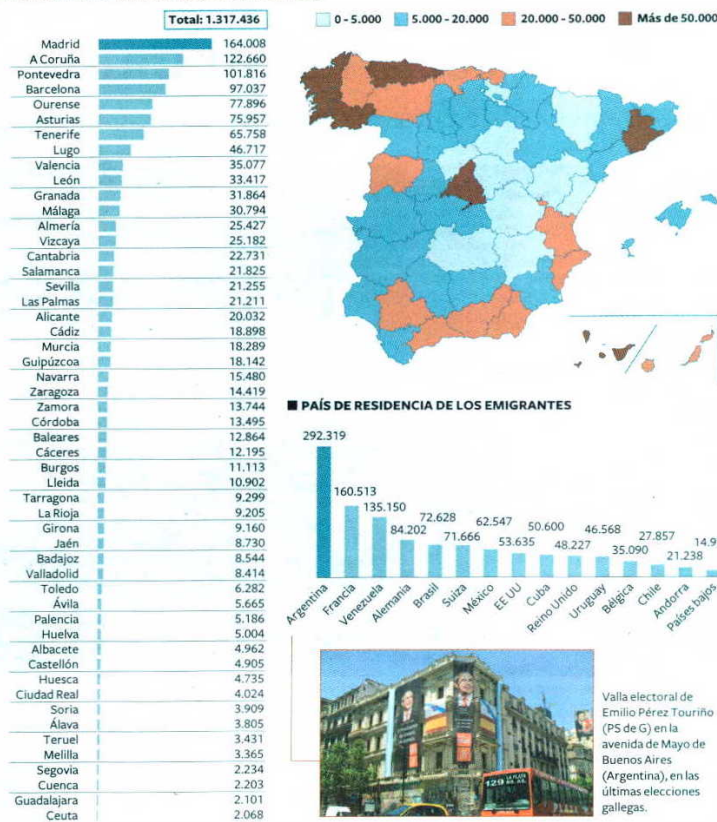 Total: 1.317.436
Madrid 164.008
A Coruña 122.660
Pontevedra 101.816
Barcelona 97.037
Ourense 77.896
Asturias 75.957
Tenerife 65.758
Lugo 46.717
Valencia 35.077
León 33.417
Granada 31.864
Málaga 30.794
Almería 25.427
Vizcaya 25.182
Cantabria 22.731
Salamanca 21.825
Sevilla 21.255
Las Palmas 21.211
Alicante 20.032
Cádiz 18.898
Murcia 18.289
Guipúzcoa 18.142
Navarra 15.480
Zaragoza 14.419
Zamora 13.744
Córdoba 13.495
Baleares 12.864
Cáceres 12.195
Burgos 11.113
Lleida 10.902
Tarragona 9.299
La Rioja 9.205
Girona 9.160
Jaén 8.730
Badajoz 8.544
Valladolid 8.414
Toledo 6.282
Ávila 5.665
Palencia 5.186
Huelva 5.004
Albacete 4.962
Castellón 4.905
Huesca 4.735
Ciudad Real 4.024
Soria 3.909
Álava 3.805
Teruel 3.431
Melilla 3.365
Segovia 2.234
Cuenca 2.203
Guadalajara 2.101
Ceuta 2.068
0 - 5.000 5.000 - 20.000 20.000 - 50.000 Más de 50.000
PAÍS DE RESIDENCIA DE LOS EMIGRANTES
292.319
160.513
135.150
84.202
72.628
71.666
62.547
53.635
50.600
48.227
46.568
35.090
27.857
21.238
14.9
Argentina
Francia
Venezuela
Alemania
Brasil
Suiza
México
EE UU
Cuba
Reino Unido
Uruguay
Bélgica
Chile
Andorra
Países bajos
129 LA PLATA
Valla electoral de
Emilio Pérez Touriño
(PS de G) en la
avenida de Mayo de
Buenos Aires
(Argentina), en las
últimas elecciones
gallegas.